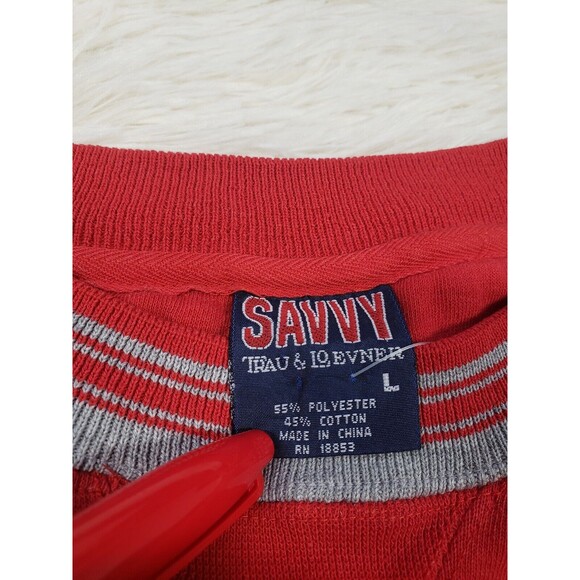 SAVVY
TRAU & LOEVNER
L
55% POLYESTER
45% COTTON
MADE IN CHINA
RN 18853